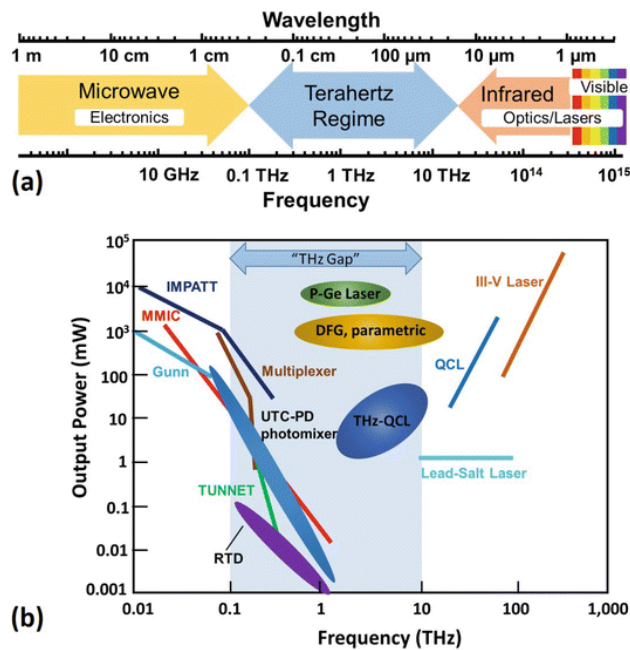 Wavelength
1 m 10 cm 1 cm 0.1 cm 100 µm 10 µm 1 µm
Microwave
Electronics
Terahertz
Regime
Infrared
Visible
Optics/Lasers
10 GHz 0.1 THz 1 THz 10 THz 10¹⁴ 10¹⁵
(a)
Frequency
"THz Gap"
10⁵
10⁴
10³
100
10
1
0.1
0.01
0.001
Output Power (mW)
IMPATT
MMIC
Gunn
Multiplexer
UTC-PD
photomixer
TUNNET
RTD
P-Ge Laser
DFG, parametric
THz-QCL
QCL
III-V Laser
Lead-Salt Laser
0.01 0.1 1 10 100 1,000
(b)
Frequency (THz)